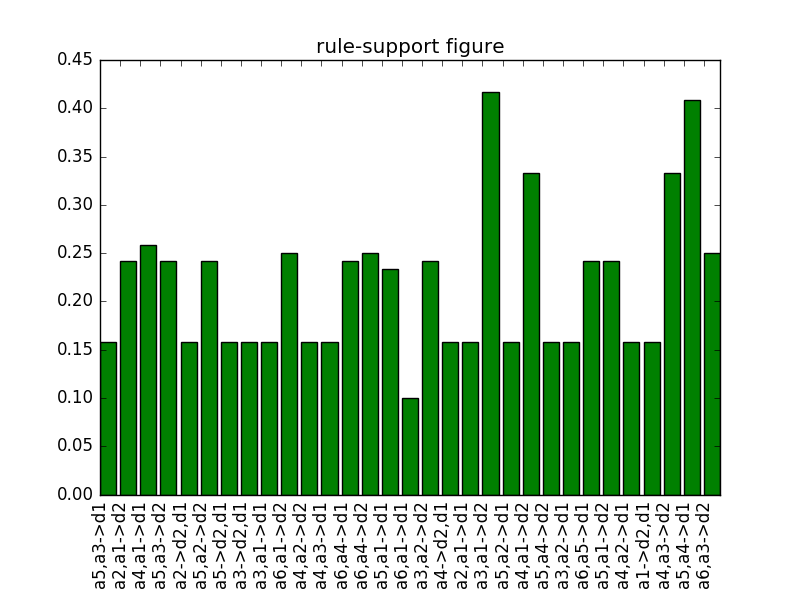 rule-support figure
0.45
0.40
0.35
0.30
0.25
0.20
0.15
0.10
0.05
0.00
a5,a3->d1
a2,a1->d2
a4,a1->d1
a5,a3->d2
a2->d2,d1
a5,a2->d2
a5->d2,d1
a3->d2,d1
a3,a1->d1
a6,a1->d2
a4,a2->d2
a4,a3->d1
a6,a4->d1
a6,a4->d2
a5,a1->d1
a6,a1->d1
a3,a2->d2
a4->d2,d1
a2,a1->d1
a3,a1->d2
a5,a2->d1
a4,a1->d2
a5,a4->d2
a3,a2->d1
a6,a5->d1
a5,a1->d2
a4,a2->d1
a1->d2,d1
a4,a3->d2
a5,a4->d1
a6,a3->d2